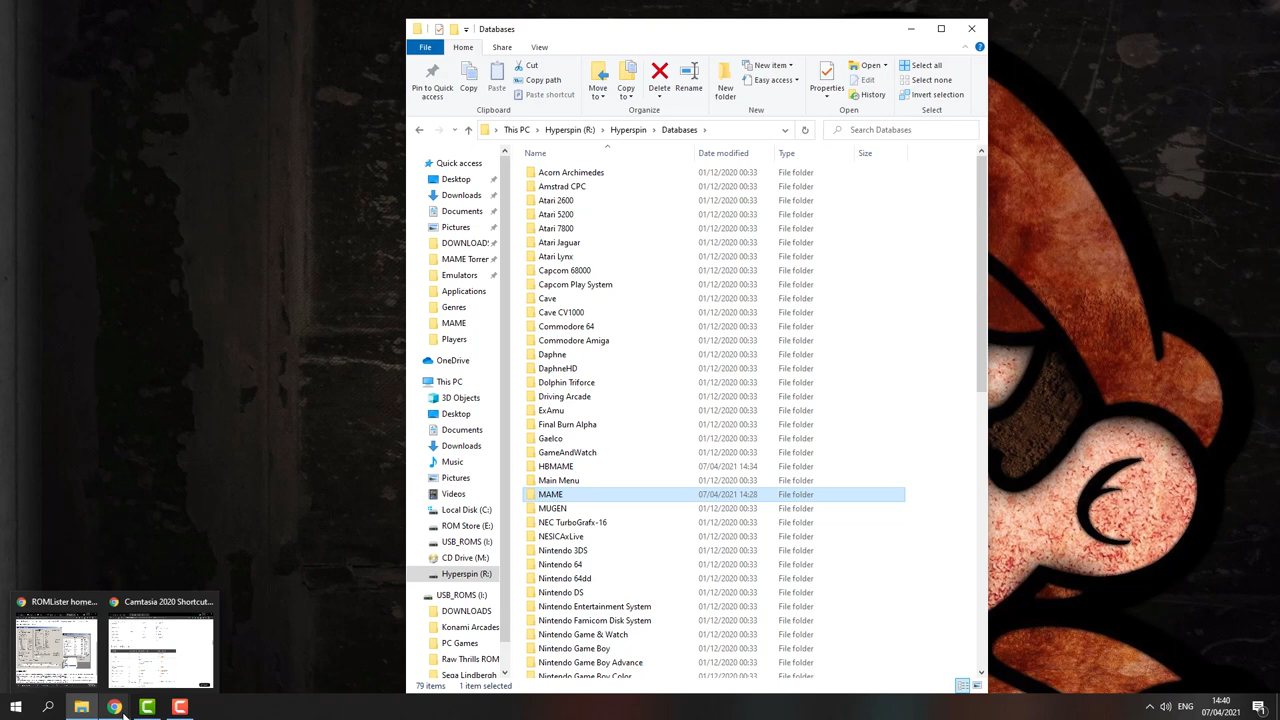 Databases
File
Home
Share
View
Pin to Quick access
Copy
Paste
Cut
Copy path
Paste shortcut
Clipboard
Move to
Copy to
Delete
Rename
Organize
New folder
New item
Easy access
New
Properties
Open
Edit
History
Open
Select all
Select none
Invert selection
Select
This PC
Hyperspin (R:)
Hyperspin
Databases
Search Databases
Name
Date modified
Type
Size
Quick access
Desktop
Downloads
Documents
Pictures
DOWNLOAD
MAME Torrer
Emulators
Applications
Genres
MAME
Players
OneDrive
This PC
3D Objects
Desktop
Documents
Downloads
Music
Pictures
Videos
Local Disk (C:)
ROM Store (E:)
USB_ROMS (I:)
CD Drive (M:)
Hyperspin (R:)
USB_ROMS (I:)
DOWNLOADS
Konami Arcades
PC Games
Raw Thrills ROM
Sega Lindbergh
Acorn Archimedes 01/12/2020 00:33 File folder
Amstrad CPC 01/12/2020 00:33 File folder
Atari 2600 01/12/2020 00:33 File folder
Atari 5200 01/12/2020 00:33 File folder
Atari 7800 01/12/2020 00:33 File folder
Atari Jaguar 01/12/2020 00:33 File folder
Atari Lynx 01/12/2020 00:33 File folder
Capcom 68000 01/12/2020 00:33 File folder
Capcom Play System 01/12/2020 00:33 File folder
Cave 01/12/2020 00:33 File folder
Cave CV1000 01/12/2020 00:33 File folder
Commodore 64 01/12/2020 00:33 File folder
Commodore Amiga 01/12/2020 00:33 File folder
Daphne 01/12/2020 00:33 File folder
DaphneHD 01/12/2020 00:33 File folder
Dolphin Triforce 01/12/2020 00:33 File folder
Driving Arcade 01/12/2020 00:33 File folder
ExAmu 01/12/2020 00:33 File folder
Final Burn Alpha 01/12/2020 00:33 File folder
Gaelco 01/12/2020 00:33 File folder
GameAndWatch 01/12/2020 00:33 File folder
HBMAME 07/04/2021 14:34 File folder
Main Menu 01/12/2020 00:33 File folder
MAME 07/04/2021 14:28 File folder
MUGEN 01/12/2020 00:33 File folder
NEC TurboGrafx-16 01/12/2020 00:33 File folder
NESICAxLive 01/12/2020 00:33 File folder
Nintendo 3DS 01/12/2020 00:33 File folder
Nintendo 64 01/12/2020 00:33 File folder
Nintendo 64dd 01/12/2020 00:33 File folder
Nintendo DS 01/12/2020 00:33 File folder
Nintendo Entertainment System 01/12/2020 00:33 File folder
Nintendo Famicom Disk System 01/12/2020 00:33 File folder
Nintendo Game & Watch 01/12/2020 00:33 File folder
Nintendo Game Boy 01/12/2020 00:33 File folder
Nintendo Game Boy Advance 01/12/2020 00:33 File folder
Nintendo Game Boy Color 01/12/2020 00:33 File folder
79 items 1 item selected
ROMLister home...
Camtasia 2020 Shortcut...
ENG
14:40
07/04/2021